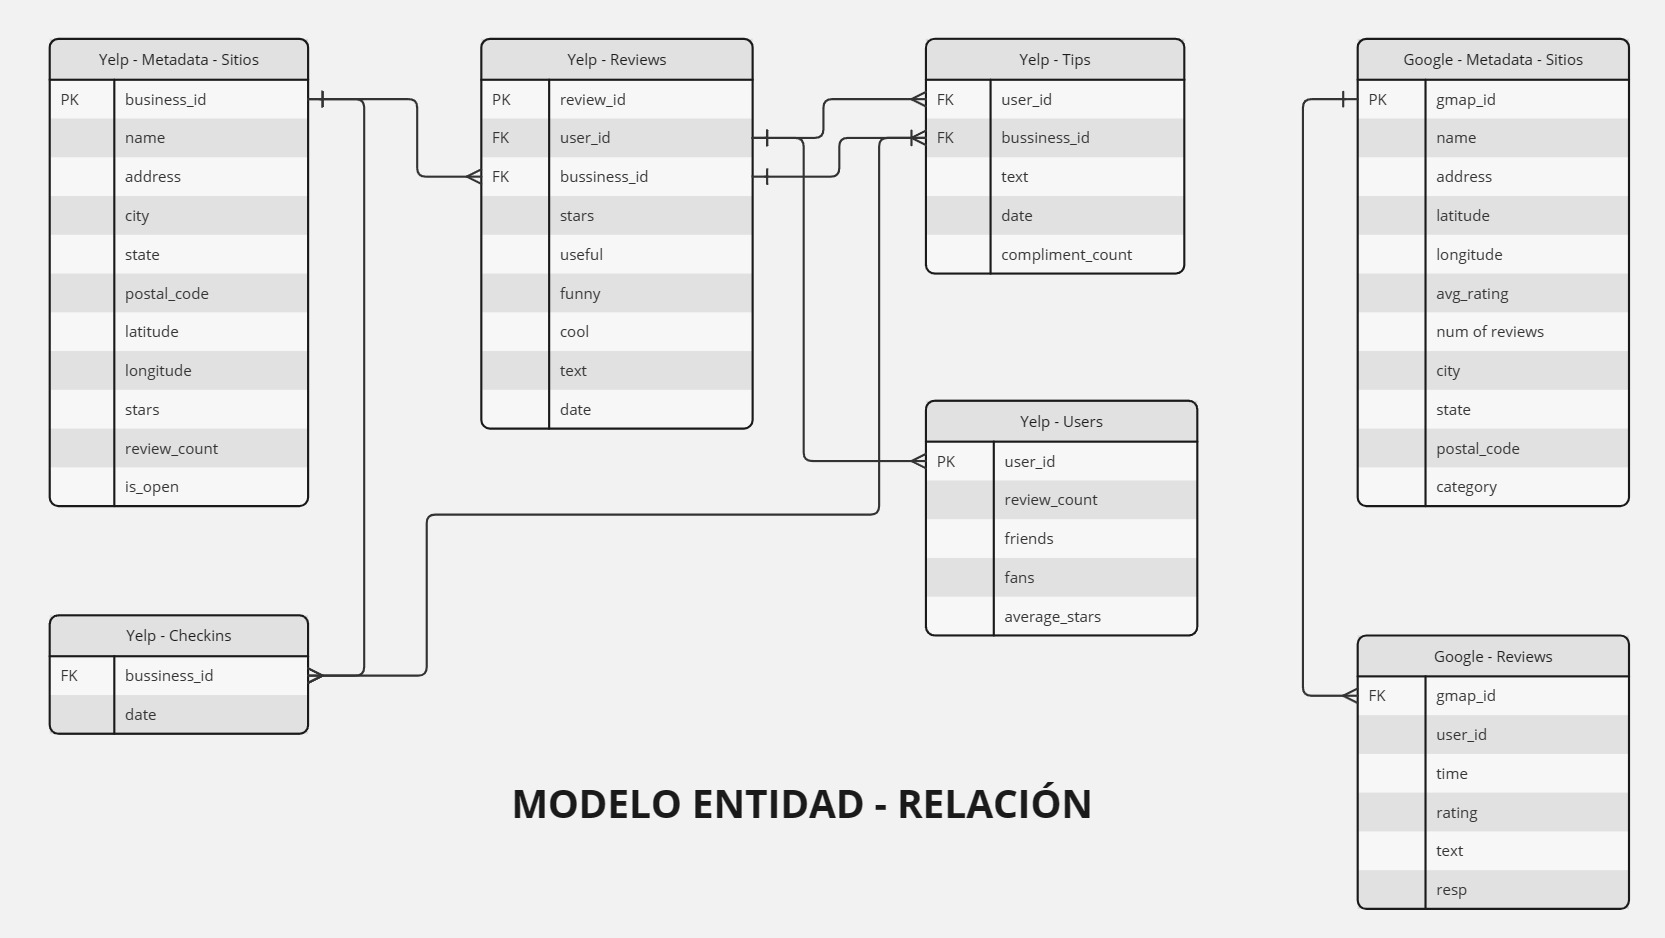 Yelp - Metadata - Sitios
PK business_id
name
address
city
state
postal_code
latitude
longitude
stars
review_count
is_open
Yelp - Reviews
PK review_id
FK user_id
FK bussiness_id
stars
useful
funny
cool
text
date
Yelp - Tips
FK user_id
FK bussiness_id
text
date
compliment_count
Google - Metadata - Sitios
PK gmap_id
name
address
latitude
longitude
avg_rating
num of reviews
city
state
postal_code
category
Yelp - Users
PK user_id
review_count
friends
fans
average_stars
Yelp - Checkins
FK bussiness_id
date
Google - Reviews
FK gmap_id
user_id
time
rating
text
resp
MODELO ENTIDAD - RELACIÓN